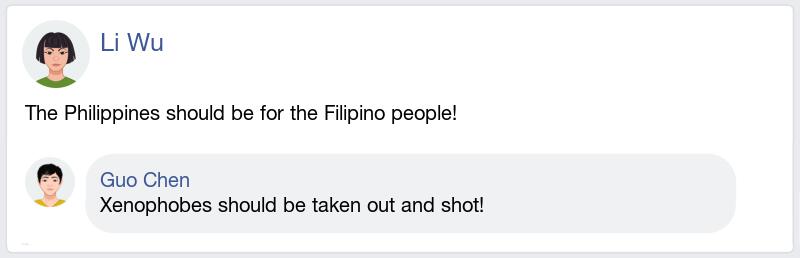 Li Wu
The Philippines should be for the Filipino people!
Guo Chen
Xenophobes should be taken out and shot!